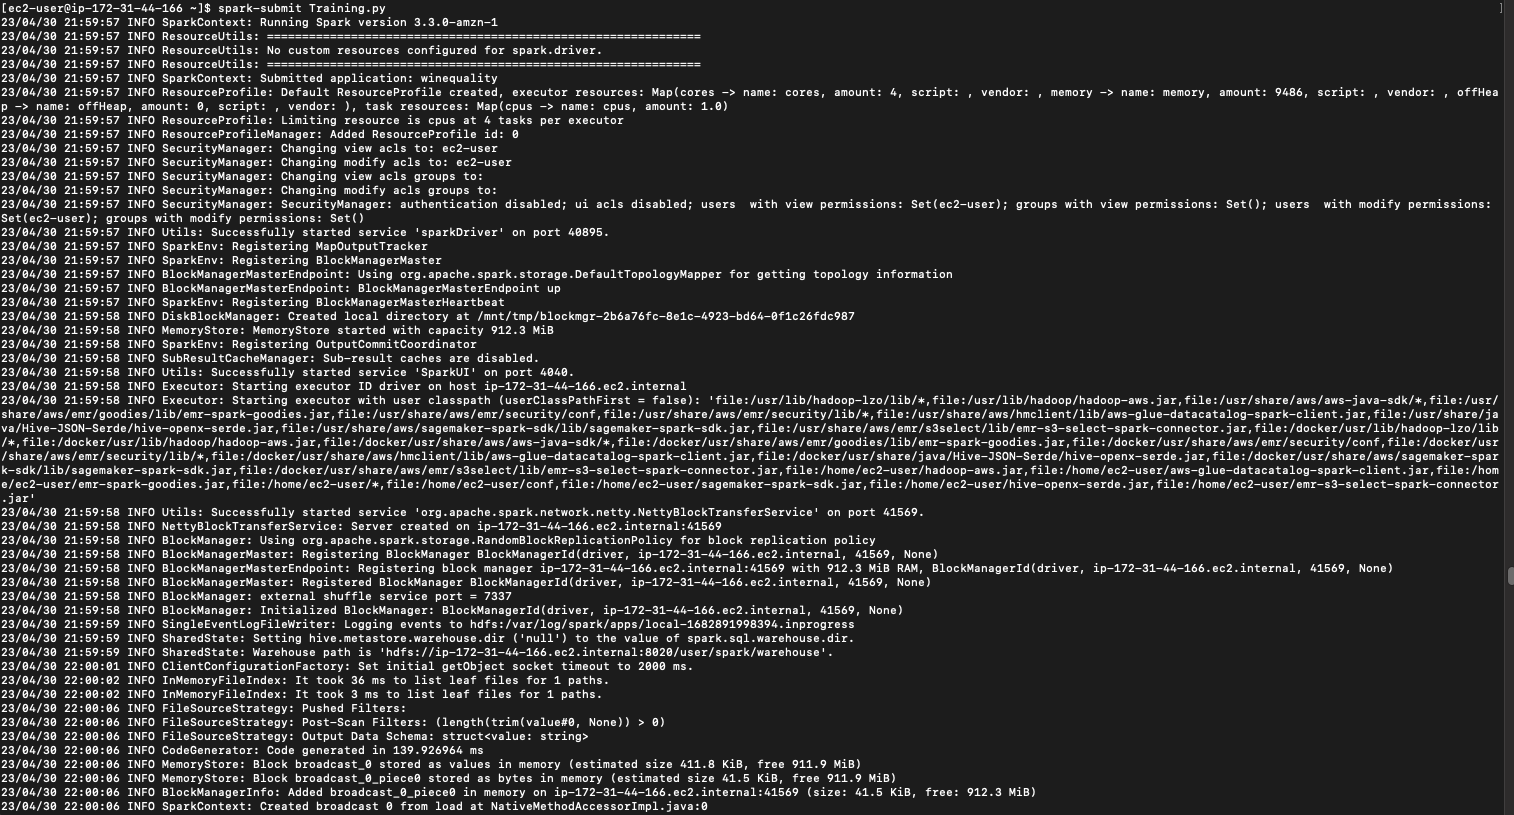 [ec2-user@ip-172-31-44-166 ~]$ spark-submit Training.py ]
23/04/30 21:59:57 INFO SparkContext: Running Spark version 3.3.0-amzn-1
23/04/30 21:59:57 INFO ResourceUtils: ==============================================================
23/04/30 21:59:57 INFO ResourceUtils: No custom resources configured for spark.driver.
23/04/30 21:59:57 INFO ResourceUtils: ==============================================================
23/04/30 21:59:57 INFO SparkContext: Submitted application: winequality
23/04/30 21:59:57 INFO ResourceProfile: Default ResourceProfile created, executor resources: Map(cores -> name: cores, amount: 4, script: , vendor: , memory -> name: memory, amount: 9486, script: , vendor: , offHea
p -> name: offHeap, amount: 0, script: , vendor: ), task resources: Map(cpus -> name: cpus, amount: 1.0)
23/04/30 21:59:57 INFO ResourceProfile: Limiting resource is cpus at 4 tasks per executor
23/04/30 21:59:57 INFO ResourceProfileManager: Added ResourceProfile id: 0
23/04/30 21:59:57 INFO SecurityManager: Changing view acls to: ec2-user
23/04/30 21:59:57 INFO SecurityManager: Changing modify acls to: ec2-user
23/04/30 21:59:57 INFO SecurityManager: Changing view acls groups to:
23/04/30 21:59:57 INFO SecurityManager: Changing modify acls groups to:
23/04/30 21:59:57 INFO SecurityManager: SecurityManager: authentication disabled; ui acls disabled; users  with view permissions: Set(ec2-user); groups with view permissions: Set(); users  with modify permissions:
Set(ec2-user); groups with modify permissions: Set()
23/04/30 21:59:57 INFO Utils: Successfully started service 'sparkDriver' on port 40895.
23/04/30 21:59:57 INFO SparkEnv: Registering MapOutputTracker
23/04/30 21:59:57 INFO SparkEnv: Registering BlockManagerMaster
23/04/30 21:59:57 INFO BlockManagerMasterEndpoint: Using org.apache.spark.storage.DefaultTopologyMapper for getting topology information
23/04/30 21:59:57 INFO BlockManagerMasterEndpoint: BlockManagerMasterEndpoint up
23/04/30 21:59:57 INFO SparkEnv: Registering BlockManagerMasterHeartbeat
23/04/30 21:59:58 INFO DiskBlockManager: Created local directory at /mnt/tmp/blockmgr-2b6a76fc-8e1c-4923-bd64-0f1c26fdc987
23/04/30 21:59:58 INFO MemoryStore: MemoryStore started with capacity 912.3 MiB
23/04/30 21:59:58 INFO SparkEnv: Registering OutputCommitCoordinator
23/04/30 21:59:58 INFO SubResultCacheManager: Sub-result caches are disabled.
23/04/30 21:59:58 INFO Utils: Successfully started service 'SparkUI' on port 4040.
23/04/30 21:59:58 INFO Executor: Starting executor ID driver on host ip-172-31-44-166.ec2.internal
23/04/30 21:59:58 INFO Executor: Starting executor with user classpath (userClassPathFirst = false): 'file:/usr/lib/hadoop-lzo/lib/*,file:/usr/lib/hadoop/hadoop-aws.jar,file:/usr/share/aws/aws-java-sdk/*,file:/usr/
share/aws/emr/goodies/lib/emr-spark-goodies.jar,file:/usr/share/aws/emr/security/conf,file:/usr/share/aws/emr/security/lib/*,file:/usr/share/aws/hmclient/lib/aws-glue-datacatalog-spark-client.jar,file:/usr/share/ja
va/Hive-JSON-Serde/hive-openx-serde.jar,file:/usr/share/aws/sagemaker-spark-sdk/lib/sagemaker-spark-sdk.jar,file:/usr/share/aws/emr/s3select/lib/emr-s3-select-spark-connector.jar,file:/docker/usr/lib/hadoop-lzo/lib
/*,file:/docker/usr/lib/hadoop/hadoop-aws.jar,file:/docker/usr/share/aws/aws-java-sdk/*,file:/docker/usr/share/aws/emr/goodies/lib/emr-spark-goodies.jar,file:/docker/usr/share/aws/emr/security/conf,file:/docker/usr
/share/aws/emr/security/lib/*,file:/docker/usr/share/aws/hmclient/lib/aws-glue-datacatalog-spark-client.jar,file:/docker/usr/share/java/Hive-JSON-Serde/hive-openx-serde.jar,file:/docker/usr/share/aws/sagemaker-spar
k-sdk/lib/sagemaker-spark-sdk.jar,file:/docker/usr/share/aws/emr/s3select/lib/emr-s3-select-spark-connector.jar,file:/home/ec2-user/hadoop-aws.jar,file:/home/ec2-user/aws-glue-datacatalog-spark-client.jar,file:/hom
e/ec2-user/emr-spark-goodies.jar,file:/home/ec2-user/*,file:/home/ec2-user/conf,file:/home/ec2-user/sagemaker-spark-sdk.jar,file:/home/ec2-user/hive-openx-serde.jar,file:/home/ec2-user/emr-s3-select-spark-connector
.jar'
23/04/30 21:59:58 INFO Utils: Successfully started service 'org.apache.spark.network.netty.NettyBlockTransferService' on port 41569.
23/04/30 21:59:58 INFO NettyBlockTransferService: Server created on ip-172-31-44-166.ec2.internal:41569
23/04/30 21:59:58 INFO BlockManager: Using org.apache.spark.storage.RandomBlockReplicationPolicy for block replication policy
23/04/30 21:59:58 INFO BlockManagerMaster: Registering BlockManager BlockManagerId(driver, ip-172-31-44-166.ec2.internal, 41569, None)
23/04/30 21:59:58 INFO BlockManagerMasterEndpoint: Registering block manager ip-172-31-44-166.ec2.internal:41569 with 912.3 MiB RAM, BlockManagerId(driver, ip-172-31-44-166.ec2.internal, 41569, None)
23/04/30 21:59:58 INFO BlockManagerMaster: Registered BlockManager BlockManagerId(driver, ip-172-31-44-166.ec2.internal, 41569, None)
23/04/30 21:59:58 INFO BlockManager: external shuffle service port = 7337
23/04/30 21:59:58 INFO BlockManager: Initialized BlockManager: BlockManagerId(driver, ip-172-31-44-166.ec2.internal, 41569, None)
23/04/30 21:59:59 INFO SingleEventLogFileWriter: Logging events to hdfs:/var/log/spark/apps/local-1682891998394.inprogress
23/04/30 21:59:59 INFO SharedState: Setting hive.metastore.warehouse.dir ('null') to the value of spark.sql.warehouse.dir.
23/04/30 21:59:59 INFO SharedState: Warehouse path is 'hdfs://ip-172-31-44-166.ec2.internal:8020/user/spark/warehouse'.
23/04/30 22:00:01 INFO ClientConfigurationFactory: Set initial getObject socket timeout to 2000 ms.
23/04/30 22:00:02 INFO InMemoryFileIndex: It took 36 ms to list leaf files for 1 paths.
23/04/30 22:00:02 INFO InMemoryFileIndex: It took 3 ms to list leaf files for 1 paths.
23/04/30 22:00:06 INFO FileSourceStrategy: Pushed Filters:
23/04/30 22:00:06 INFO FileSourceStrategy: Post-Scan Filters: (length(trim(value#0, None)) > 0)
23/04/30 22:00:06 INFO FileSourceStrategy: Output Data Schema: struct<value: string>
23/04/30 22:00:06 INFO CodeGenerator: Code generated in 139.926964 ms
23/04/30 22:00:06 INFO MemoryStore: Block broadcast_0 stored as values in memory (estimated size 411.8 KiB, free 911.9 MiB)
23/04/30 22:00:06 INFO MemoryStore: Block broadcast_0_piece0 stored as bytes in memory (estimated size 41.5 KiB, free 911.9 MiB)
23/04/30 22:00:06 INFO BlockManagerInfo: Added broadcast_0_piece0 in memory on ip-172-31-44-166.ec2.internal:41569 (size: 41.5 KiB, free: 912.3 MiB)
23/04/30 22:00:06 INFO SparkContext: Created broadcast 0 from load at NativeMethodAccessorImpl.java:0